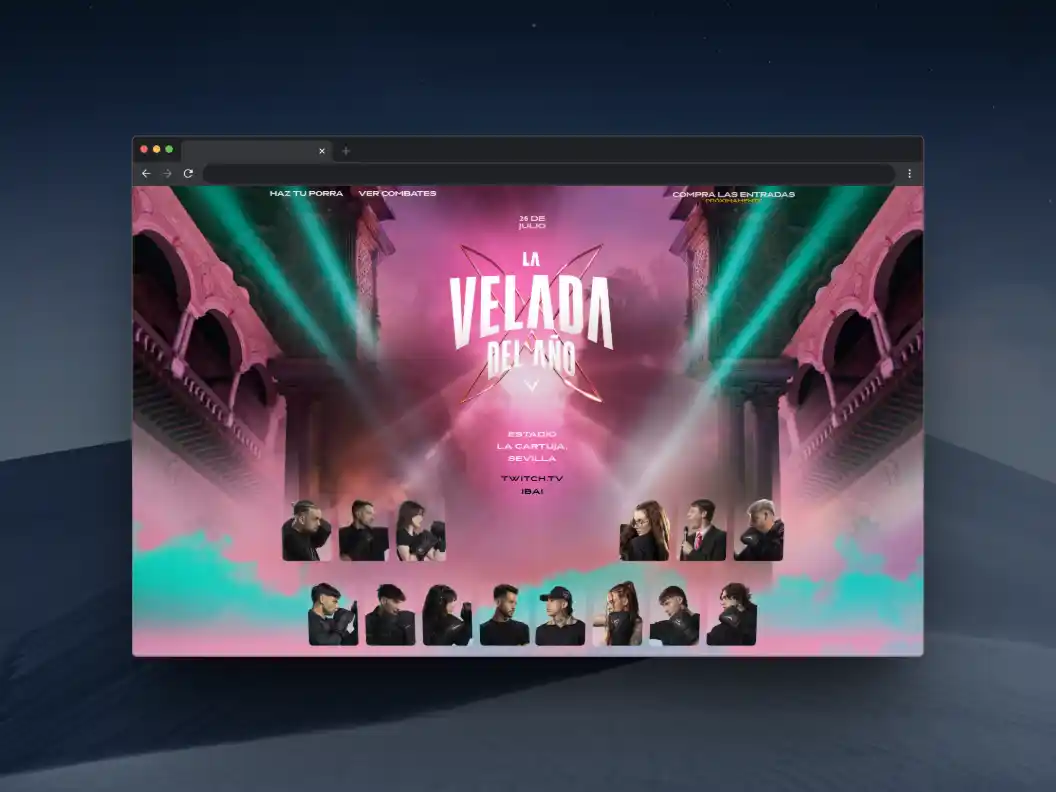 HAZ TU PORRA VER COMBATES
COMPRA LAS ENTRADAS
PRÓXIMAMENTE
26 DE
JULIO
LA
VELADA
DEL AÑO
ESTADIO
LA CARTUJA,
SEVILLA
TWITCH.TV
IBAI